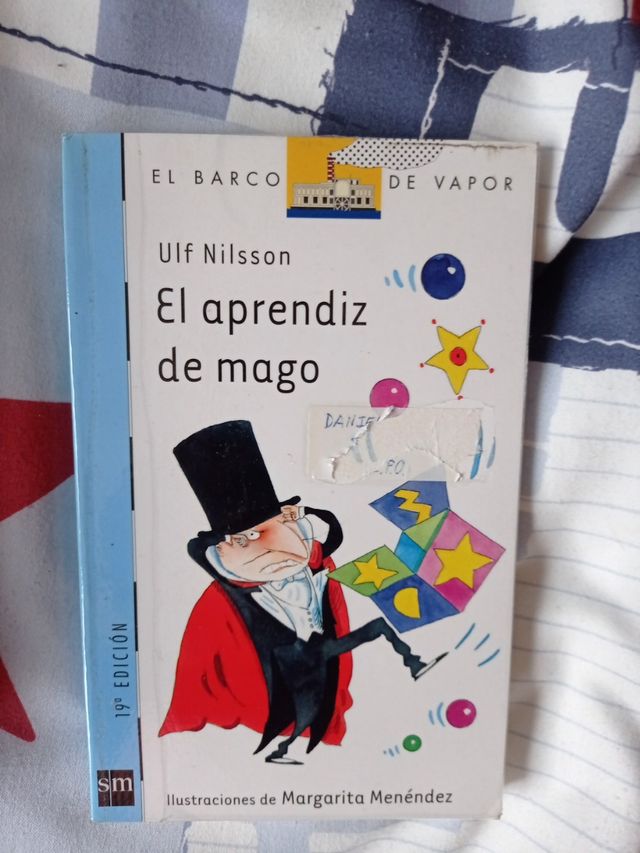 EL BARCO DE VAPOR
Ulf Nilsson
El aprendiz
de mago
19ª EDICIÓN
sm
Ilustraciones de Margarita Menéndez